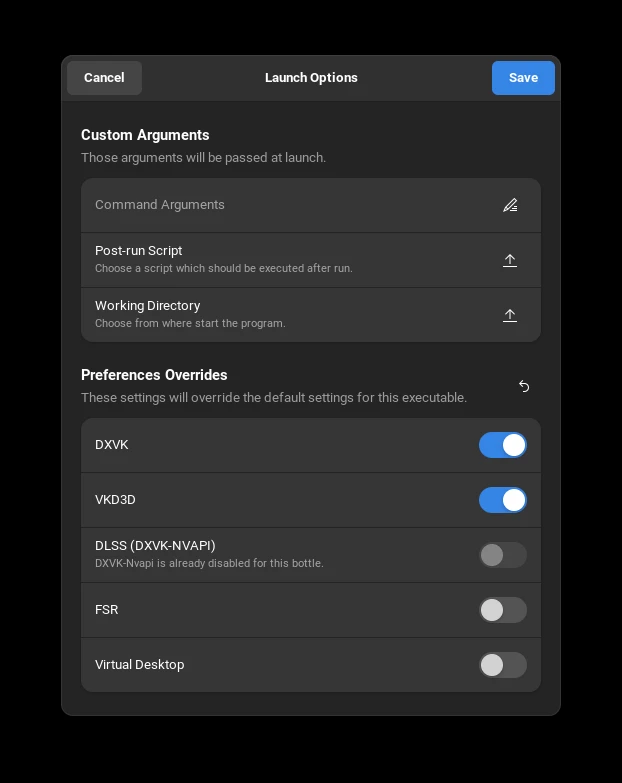 Cancel
Launch Options
Save
Custom Arguments
Those arguments will be passed at launch.
Command Arguments
Post-run Script
Choose a script which should be executed after run.
Working Directory
Choose from where start the program.
Preferences Overrides
These settings will override the default settings for this executable.
DXVK
VKD3D
DLSS (DXVK-NVAPI)
DXVK-Nvapi is already disabled for this bottle.
FSR
Virtual Desktop